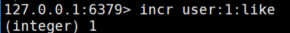 127.0.0.1:6379> incr user:1:like
(integer) 1